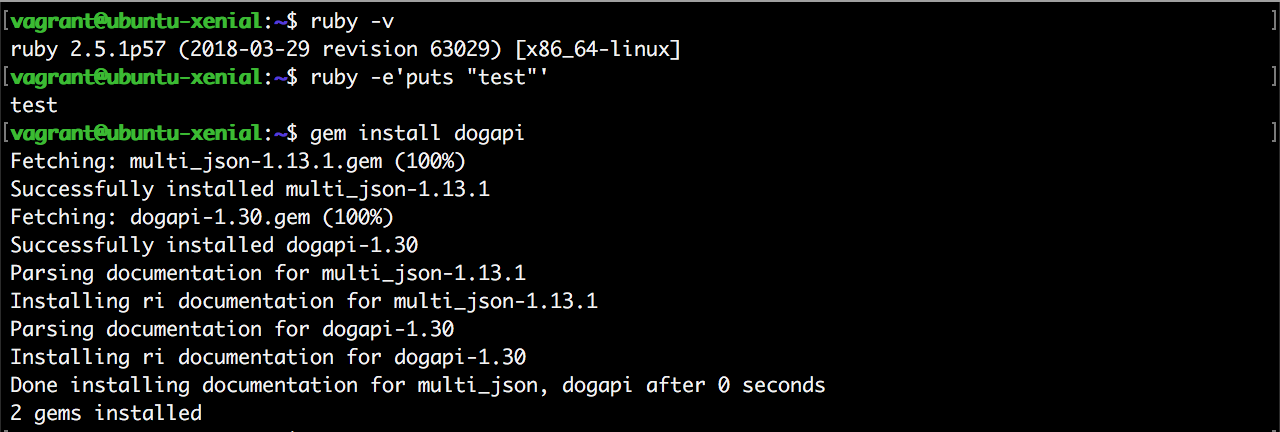 [vagrant@ubuntu-xenial:~$ ruby -v ]
ruby 2.5.1p57 (2018-03-29 revision 63029) [x86_64-linux]
[vagrant@ubuntu-xenial:~$ ruby -e'puts "test"' ]
test
[vagrant@ubuntu-xenial:~$ gem install dogapi ]
Fetching: multi_json-1.13.1.gem (100%)
Successfully installed multi_json-1.13.1
Fetching: dogapi-1.30.gem (100%)
Successfully installed dogapi-1.30
Parsing documentation for multi_json-1.13.1
Installing ri documentation for multi_json-1.13.1
Parsing documentation for dogapi-1.30
Installing ri documentation for dogapi-1.30
Done installing documentation for multi_json, dogapi after 0 seconds
2 gems installed